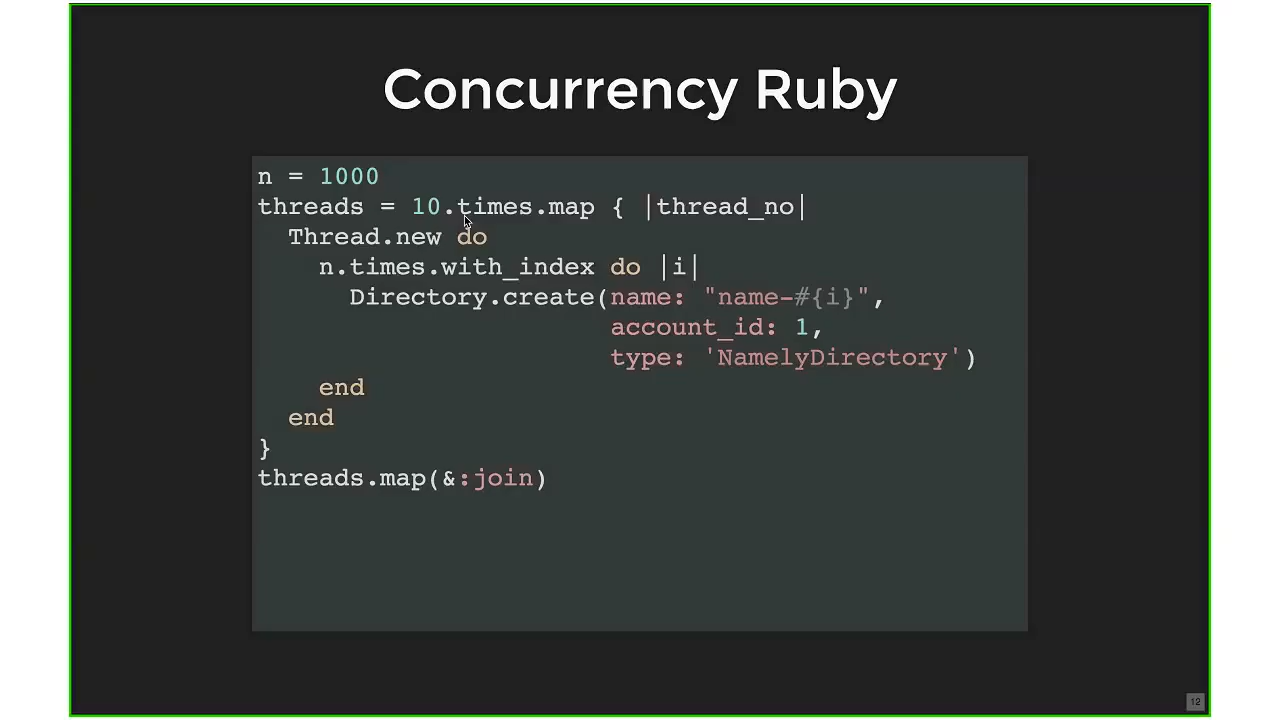 Concurrency Ruby
n = 1000
threads = 10.times.map { |thread_no|
  Thread.new do
    n.times.with_index do |i|
      Directory.create(name: "name-#{i}",
                       account_id: 1,
                       type: 'NamelyDirectory')
    end
  end
}
threads.map(&:join)
12